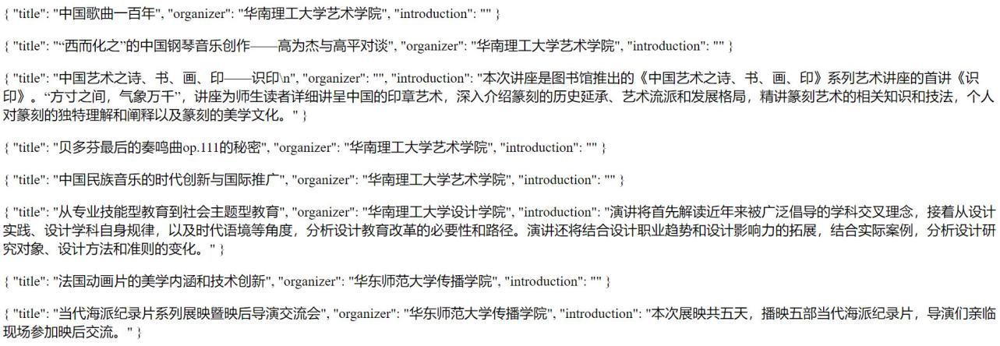 { "title": "中国歌曲一百年", "organizer": "华南理工大学艺术学院", "introduction": "" }
{ "title": "“西而化之”的中国钢琴音乐创作——高为杰与高平对谈", "organizer": "华南理工大学艺术学院", "introduction": "" }
{ "title": "中国艺术之诗、书、画、印——识印\n", "organizer": "", "introduction": "本次讲座是图书馆推出的《中国艺术之诗、书、画、印》系列艺术讲座的首讲《识
印》。“方寸之间，气象万千”，讲座为师生读者详细讲呈中国的印章艺术，深入介绍篆刻的历史延承、艺术流派和发展格局，精讲篆刻艺术的相关知识和技法，个人
对篆刻的独特理解和阐释以及篆刻的美学文化。" }
{ "title": "贝多芬最后的奏鸣曲op.111的秘密", "organizer": "华南理工大学艺术学院", "introduction": "" }
{ "title": "中国民族音乐的时代创新与国际推广", "organizer": "华南理工大学艺术学院", "introduction": "" }
{ "title": "从专业技能型教育到社会主题型教育", "organizer": "华南理工大学设计学院", "introduction": "演讲将首先解读近年来被广泛倡导的学科交叉理念，接着从设计
实践、设计学科自身规律，以及时代语境等角度，分析设计教育改革的必要性和路径。演讲还将结合设计职业趋势和设计影响力的拓展，结合实际案例，分析设计研
究对象、设计方法和准则的变化。" }
{ "title": "法国动画片的美学内涵和技术创新", "organizer": "华东师范大学传播学院", "introduction": "" }
{ "title": "当代海派纪录片系列展映暨映后导演交流会", "organizer": "华东师范大学传播学院", "introduction": "本次展映共五天，播映五部当代海派纪录片，导演们亲临
现场参加映后交流。" }